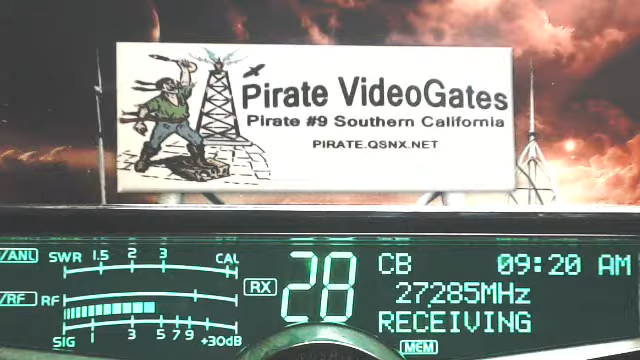 Pirate VideoGates
Pirate #9 Southern California
PIRATE.QSNX.NET
/ANL SWR 1.5 2 3 CAL
/RF RF
SIG 1 3 5 7 9 +30dB
RX 28
CB 09:20 AM
27285MHz
RECEIVING
MEM